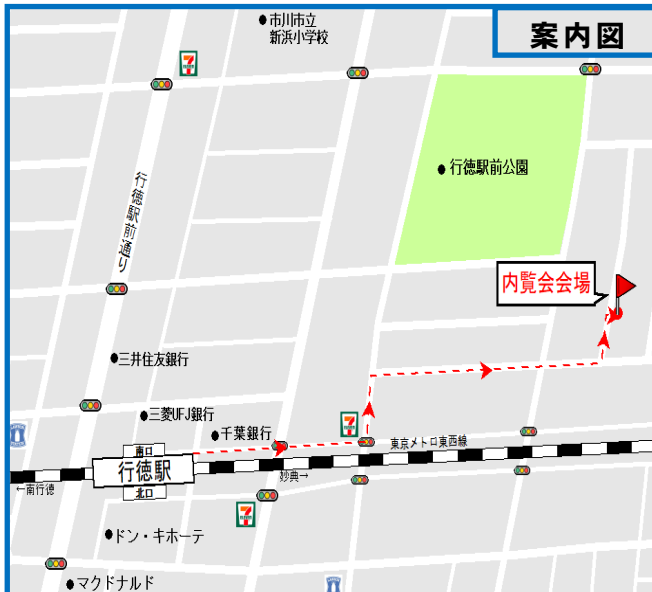 案内図
市川市立
新浜小学校
行徳駅前公園
行徳駅前通り
内覧会会場
三井住友銀行
三菱UFJ銀行
千葉銀行
東京メトロ東西線
南口
行徳駅
北口
←南行徳
妙典→
ドン・キホーテ
マクドナルド